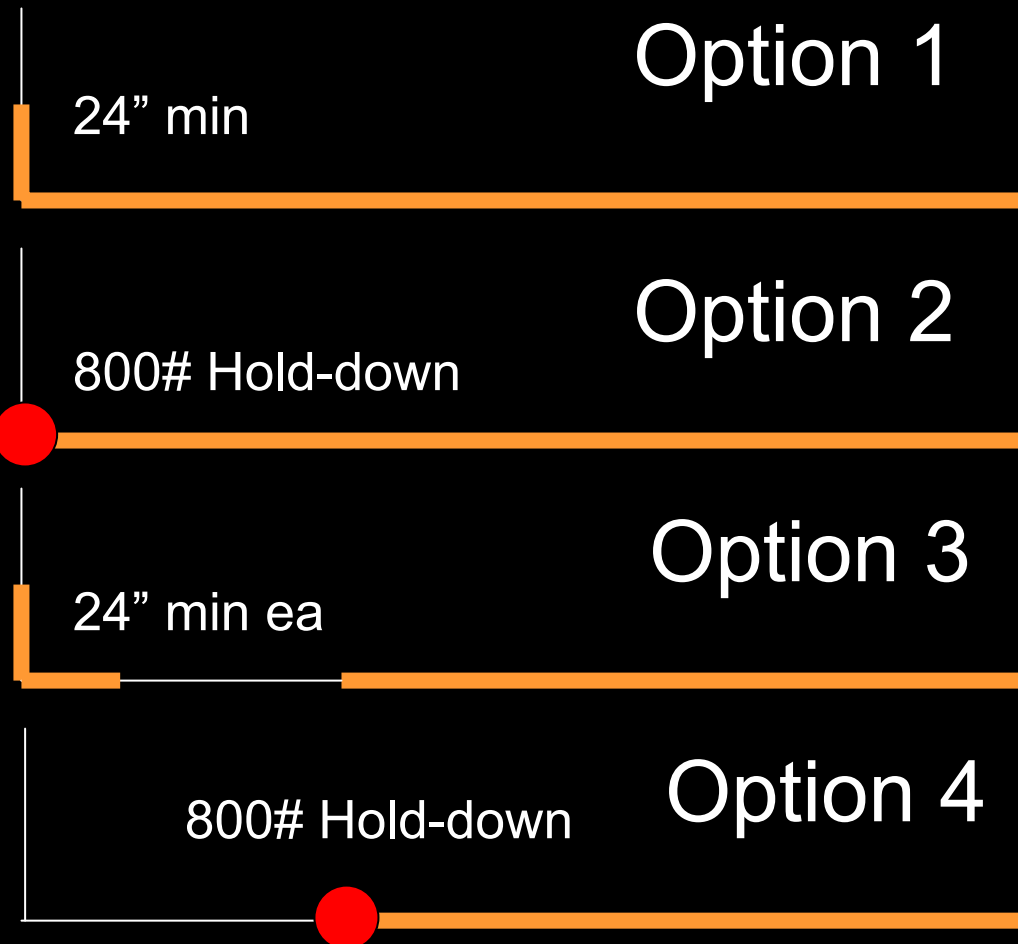 Option 1
24” min
Option 2
800# Hold-down
Option 3
24” min ea
Option 4
800# Hold-down